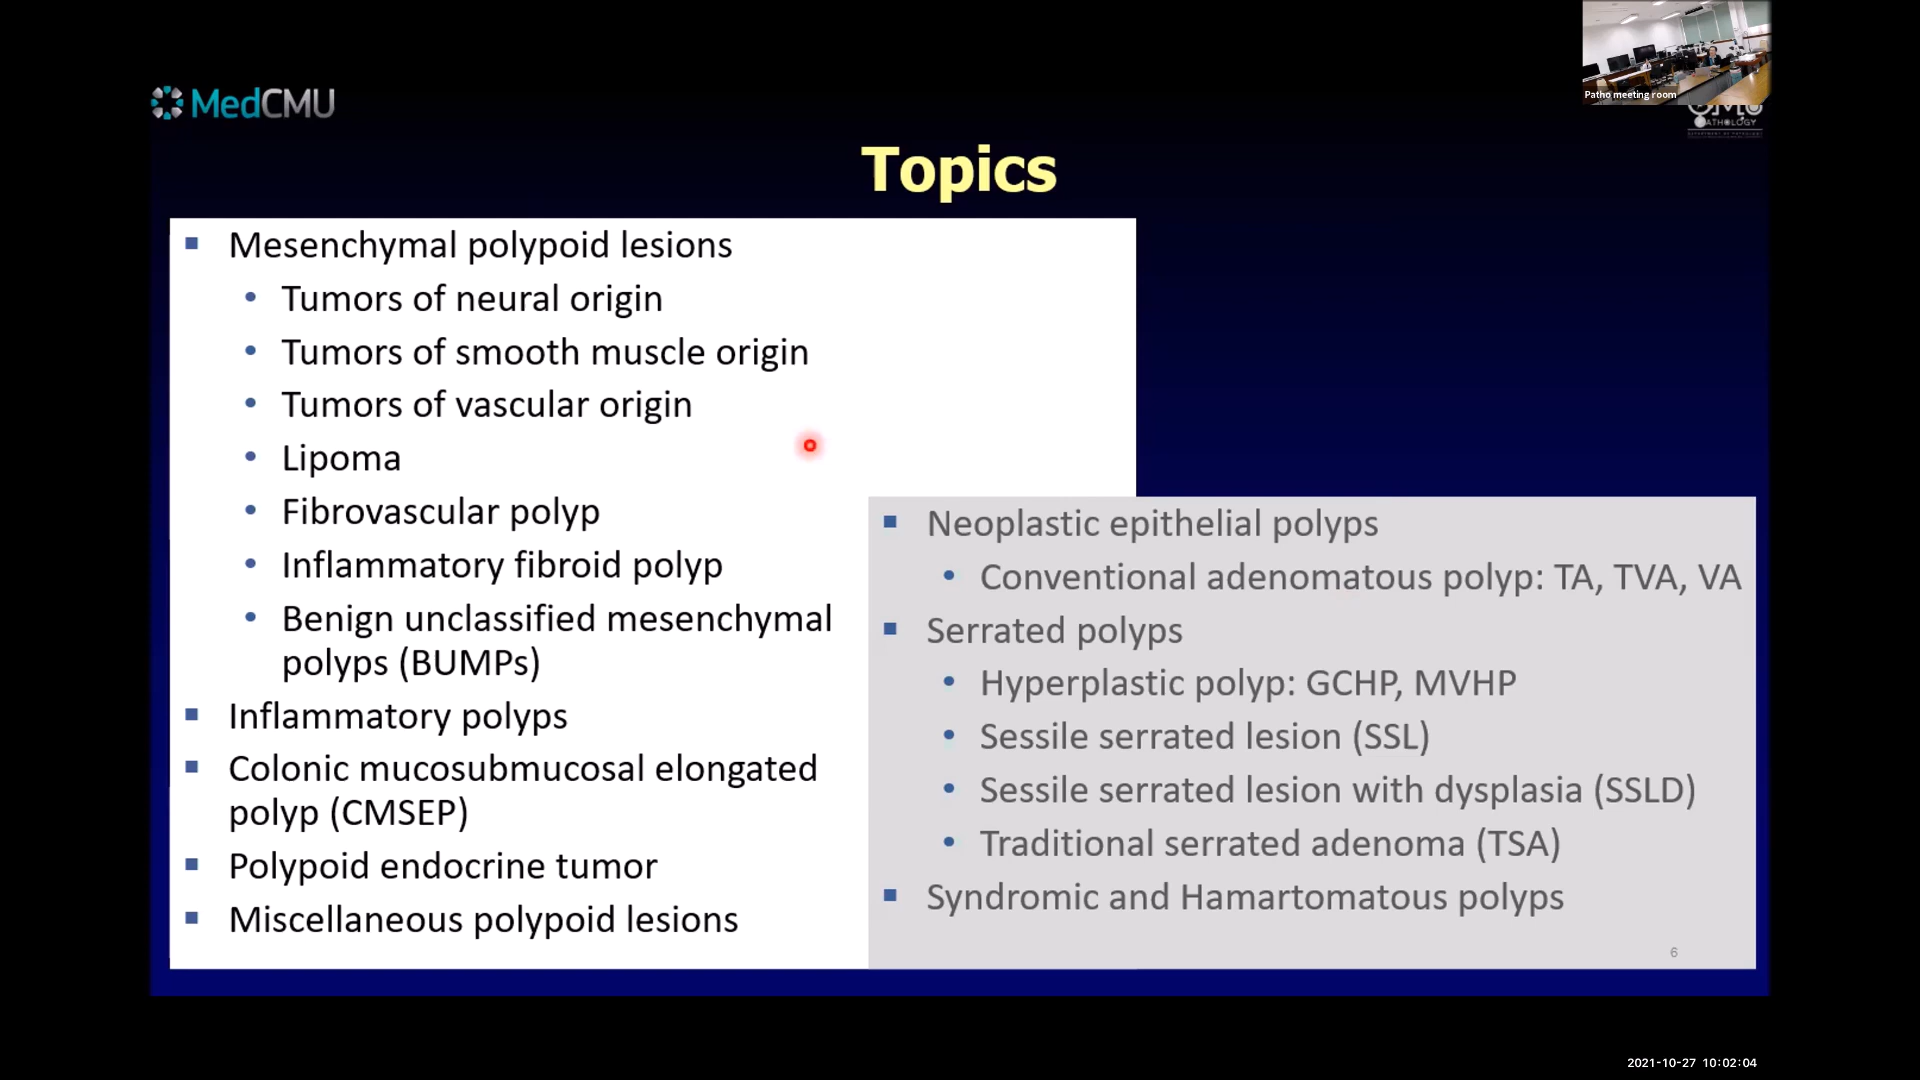 MedCMU
Patho meeting room
PATHOLOGY
Topics
Mesenchymal polypoid lesions
Tumors of neural origin
Tumors of smooth muscle origin
Tumors of vascular origin
Lipoma
Fibrovascular polyp
Inflammatory fibroid polyp
Benign unclassified mesenchymal
polyps (BUMPs)
Inflammatory polyps
Colonic mucosubmucosal elongated
polyp (CMSEP)
Polypoid endocrine tumor
Miscellaneous polypoid lesions
Neoplastic epithelial polyps
Conventional adenomatous polyp: TA, TVA, VA
Serrated polyps
Hyperplastic polyp: GCHP, MVHP
Sessile serrated lesion (SSL)
Sessile serrated lesion with dysplasia (SSLD)
Traditional serrated adenoma (TSA)
Syndromic and Hamartomatous polyps
6
2021-10-27 10:02:04